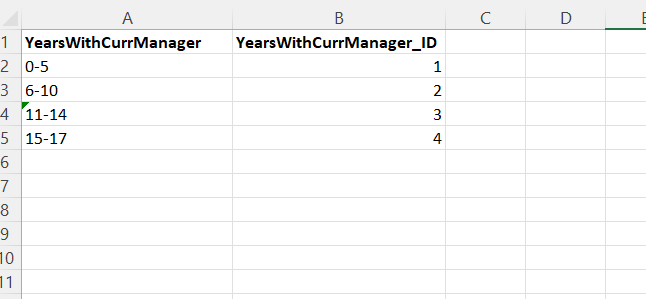 A B C D E
1 YearsWithCurrManager YearsWithCurrManager_ID
2 0-5 1
3 6-10 2
4 11-14 3
5 15-17 4
6
7
8
9
10
11